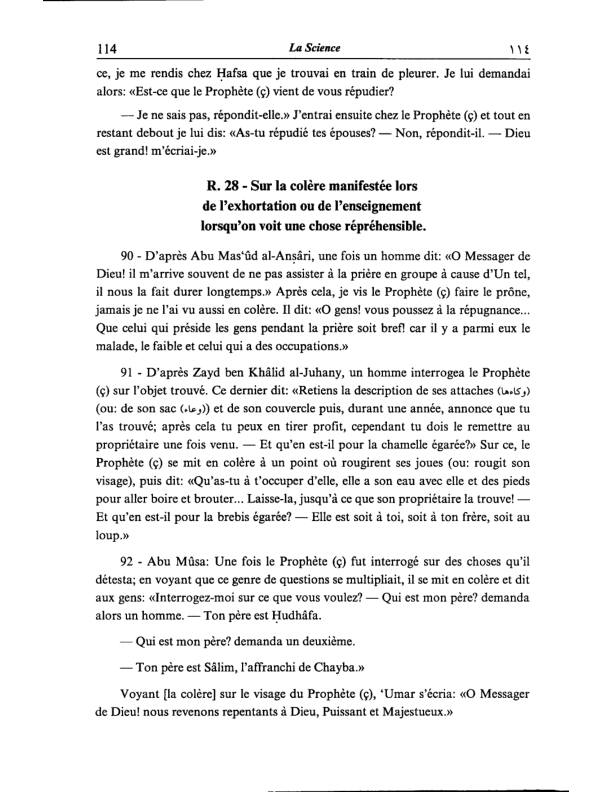 114 La Science ١١٤
ce, je me rendis chez Ḥafsa que je trouvai en train de pleurer. Je lui demandai
alors: «Est-ce que le Prophète (ç) vient de vous répudier?
— Je ne sais pas, répondit-elle.» J'entrai ensuite chez le Prophète (ç) et tout en
restant debout je lui dis: «As-tu répudié tes épouses? — Non, répondit-il. — Dieu
est grand! m'écriai-je.»
R. 28 - Sur la colère manifestée lors
de l'exhortation ou de l'enseignement
lorsqu'on voit une chose répréhensible.
90 - D'après Abu Mas‘ûd al-Anṣâri, une fois un homme dit: «O Messager de
Dieu! il m'arrive souvent de ne pas assister à la prière en groupe à cause d'Un tel,
il nous la fait durer longtemps.» Après cela, je vis le Prophète (ç) faire le prône,
jamais je ne l'ai vu aussi en colère. Il dit: «O gens! vous poussez à la répugnance...
Que celui qui préside les gens pendant la prière soit bref! car il y a parmi eux le
malade, le faible et celui qui a des occupations.»
91 - D'après Zayd ben Khâlid al-Juhany, un homme interrogea le Prophète
(ç) sur l'objet trouvé. Ce dernier dit: «Retiens la description de ses attaches (وكاءها)
(ou: de son sac (وعاء)) et de son couvercle puis, durant une année, annonce que tu
l'as trouvé; après cela tu peux en tirer profit, cependant tu dois le remettre au
propriétaire une fois venu. — Et qu'en est-il pour la chamelle égarée?» Sur ce, le
Prophète (ç) se mit en colère à un point où rougirent ses joues (ou: rougit son
visage), puis dit: «Qu'as-tu à t'occuper d'elle, elle a son eau avec elle et des pieds
pour aller boire et brouter... Laisse-la, jusqu'à ce que son propriétaire la trouve! —
Et qu'en est-il pour la brebis égarée? — Elle est soit à toi, soit à ton frère, soit au
loup.»
92 - Abu Mûsa: Une fois le Prophète (ç) fut interrogé sur des choses qu'il
détesta; en voyant que ce genre de questions se multipliait, il se mit en colère et dit
aux gens: «Interrogez-moi sur ce que vous voulez? — Qui est mon père? demanda
alors un homme. — Ton père est Ḥudhâfa.
— Qui est mon père? demanda un deuxième.
— Ton père est Sâlim, l'affranchi de Chayba.»
Voyant [la colère] sur le visage du Prophète (ç), ‘Umar s'écria: «O Messager
de Dieu! nous revenons repentants à Dieu, Puissant et Majestueux.»